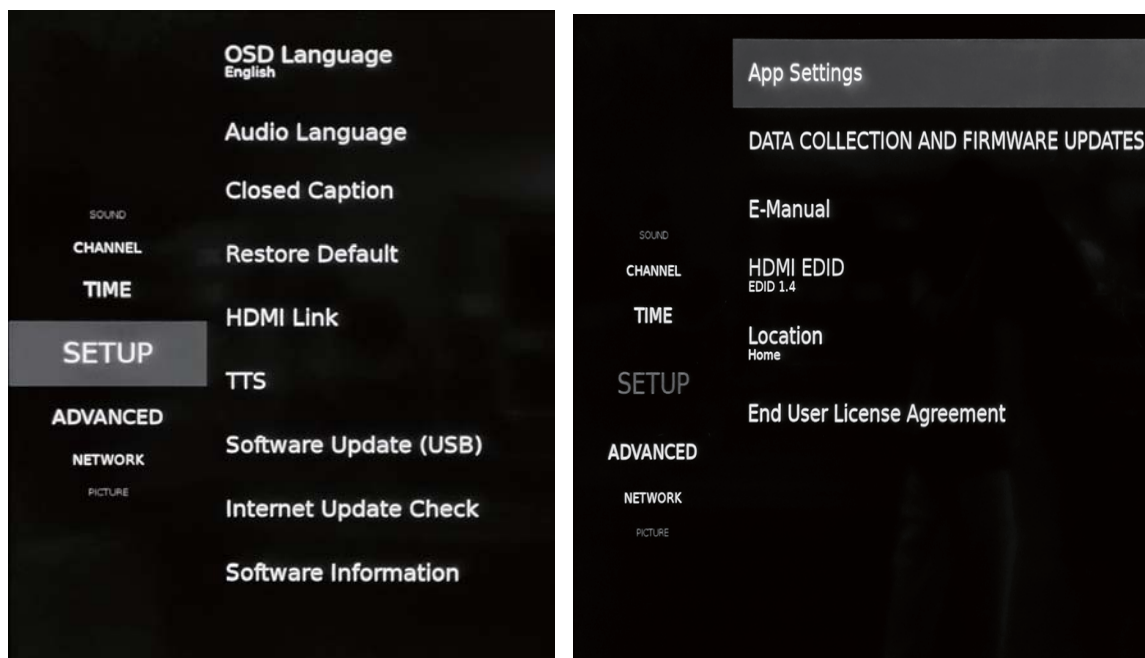 OSD Language
English
Audio Language
Closed Caption
Restore Default
HDMI Link
TTS
Software Update (USB)
Internet Update Check
Software Information
SOUND
CHANNEL
TIME
SETUP
ADVANCED
NETWORK
PICTURE
App Settings
DATA COLLECTION AND FIRMWARE UPDATES
E-Manual
HDMI EDID
EDID 1.4
Location
Home
End User License Agreement
SOUND
CHANNEL
TIME
SETUP
ADVANCED
NETWORK
PICTURE